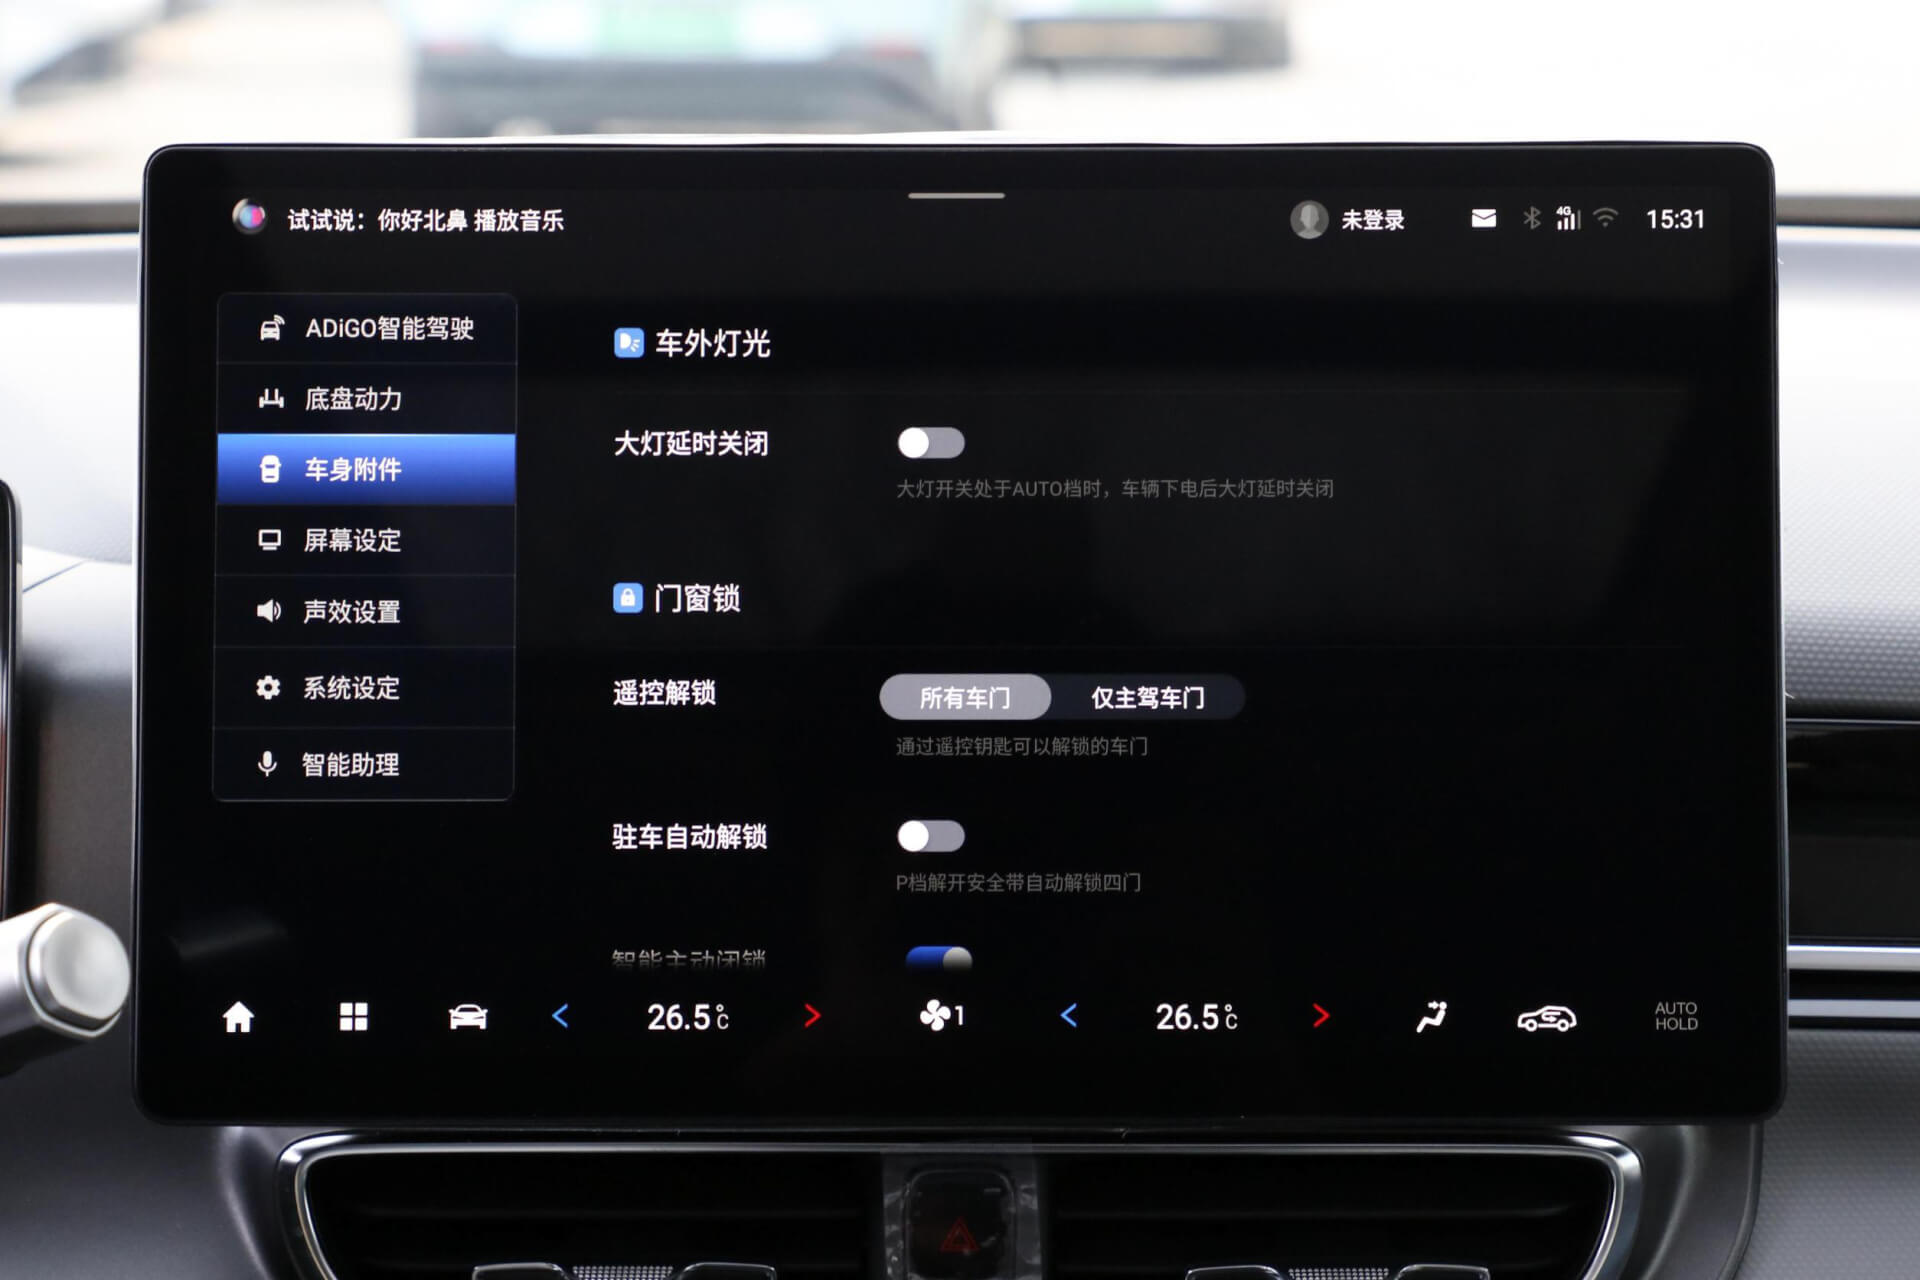 试试说：你好北鼻 播放音乐
未登录
4G
15:31
ADiGO智能驾驶
底盘动力
车身附件
屏幕设定
声效设置
系统设定
智能助理
车外灯光
大灯延时关闭
大灯开关处于AUTO档时，车辆下电后大灯延时关闭
门窗锁
遥控解锁
所有车门
仅主驾车门
通过遥控钥匙可以解锁的车门
驻车自动解锁
P档解开安全带自动解锁四门
智能主动闭锁
26.5℃
1
26.5℃
AUTO
HOLD